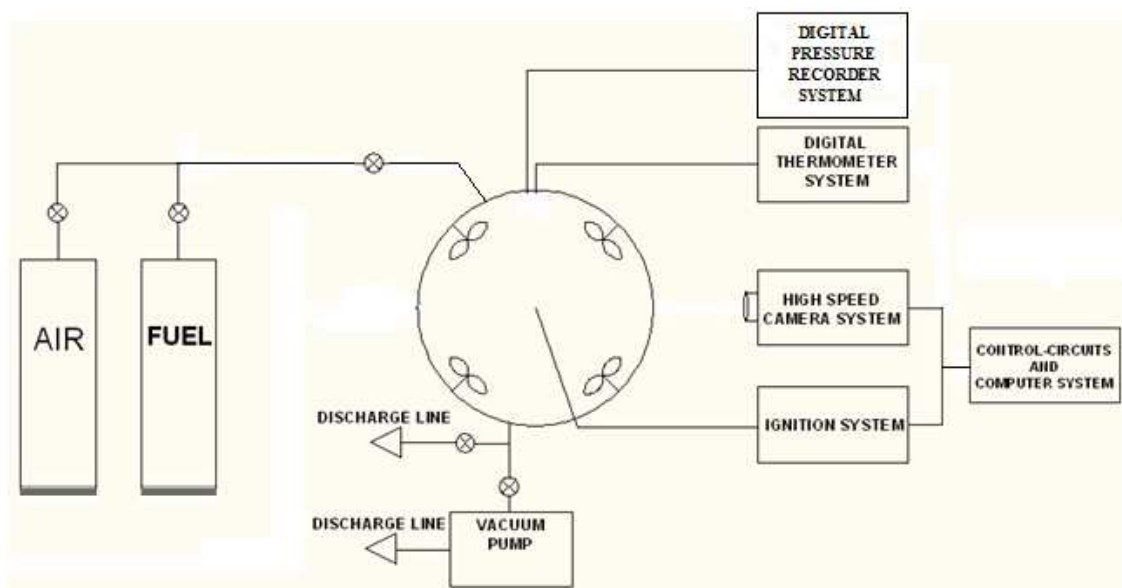 DIGITAL
PRESSURE
RECORDER
SYSTEM
DIGITAL
THERMOMETER
SYSTEM
AIR
FUEL
HIGH SPEED
CAMERA SYSTEM
CONTROL-CIRCUITS
AND
COMPUTER SYSTEM
IGNITION SYSTEM
DISCHARGE LINE
DISCHARGE LINE
VACUUM
PUMP